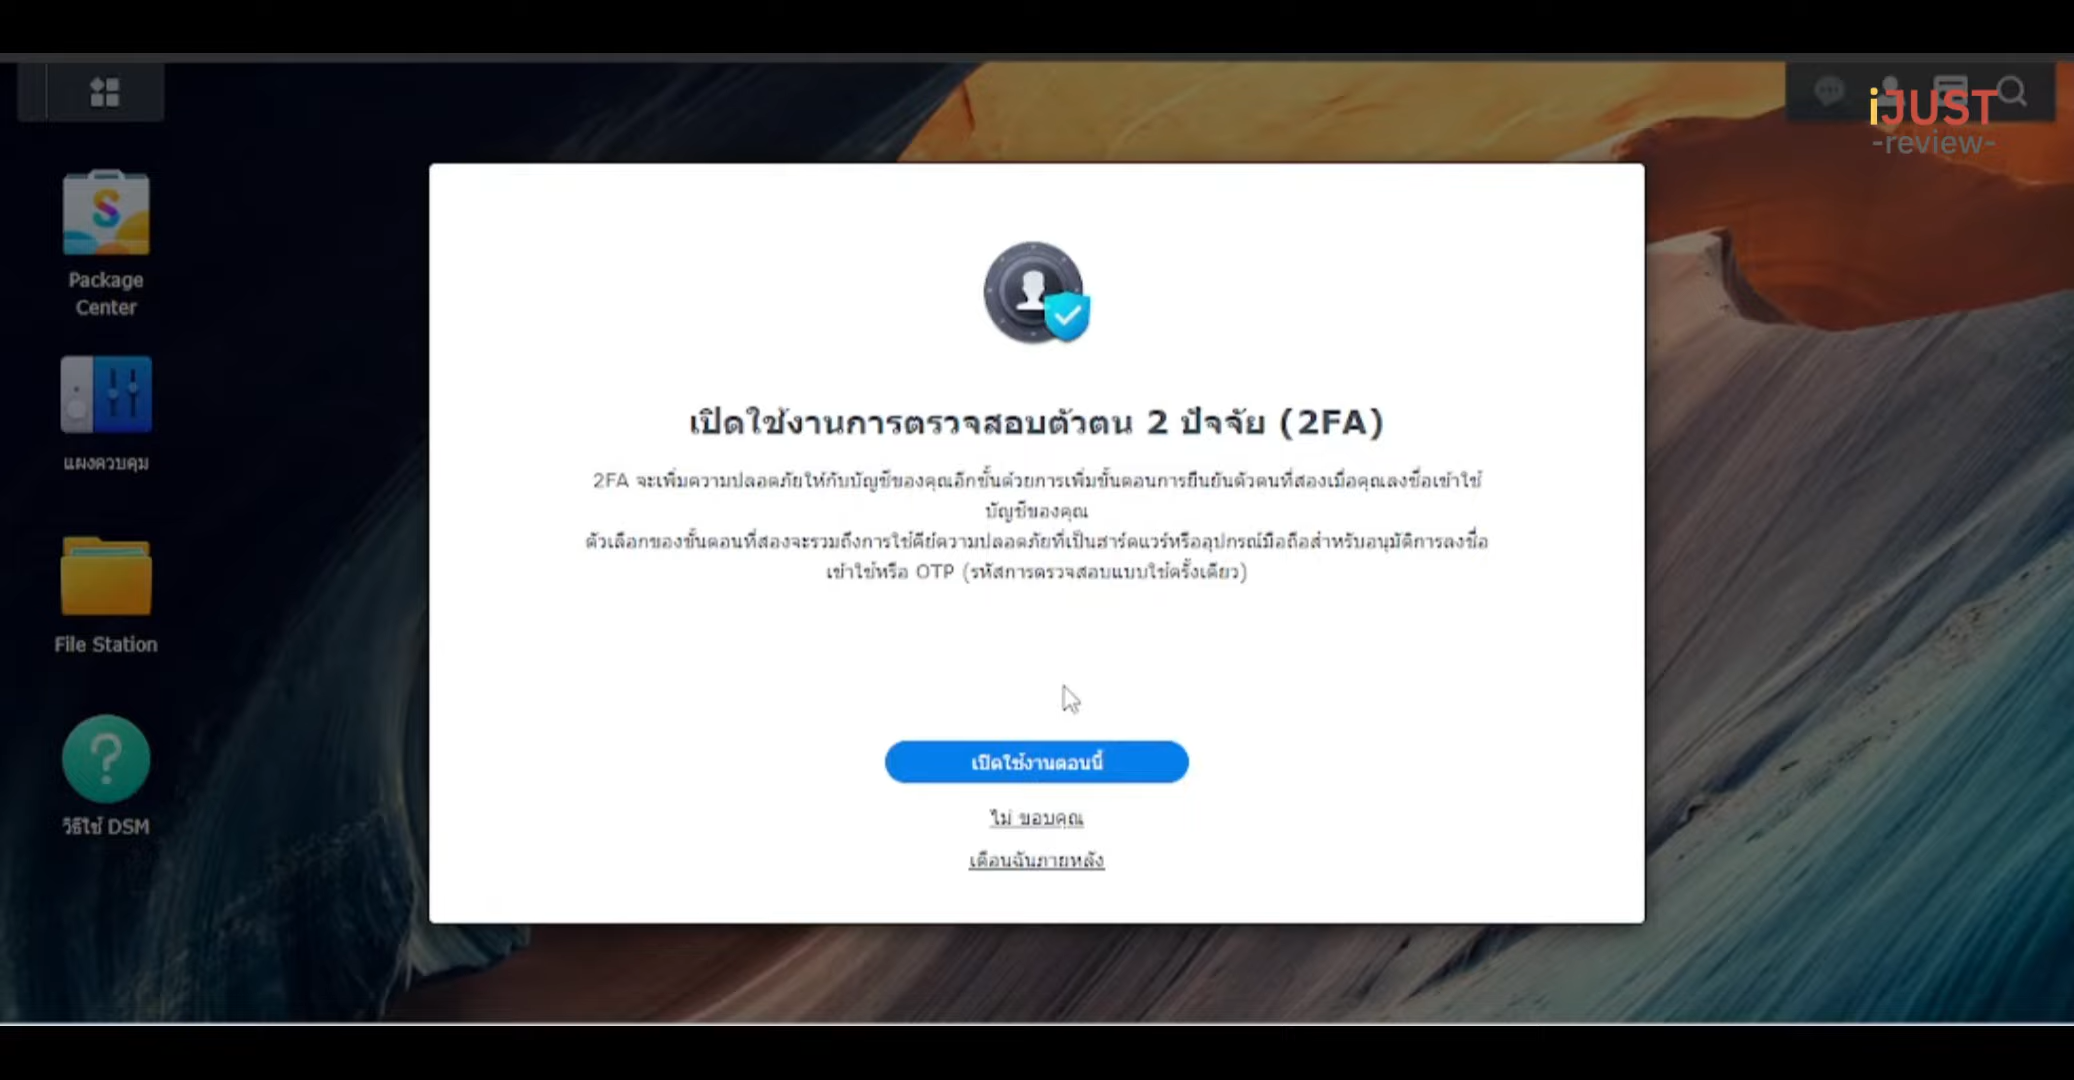 iJUST
-review-
Package
Center
แผงควบคุม
File Station
วิธีใช้ DSM
เปิดใช้งานการตรวจสอบตัวตน 2 ปัจจัย (2FA)
2FA จะเพิ่มความปลอดภัยให้กับบัญชีของคุณอีกขั้นด้วยการเพิ่มขั้นตอนการยืนยันตัวตนที่สองเมื่อคุณลงชื่อเข้าใช้
บัญชีของคุณ
ตัวเลือกของขั้นตอนที่สองจะรวมถึงการใช้คีย์ความปลอดภัยที่เป็นฮาร์ดแวร์หรืออุปกรณ์มือถือสำหรับอนุมัติการลงชื่อ
เข้าใช้หรือ OTP (รหัสการตรวจสอบแบบใช้ครั้งเดียว)
เปิดใช้งานตอนนี้
ไม่ ขอบคุณ
เตือนฉันภายหลัง